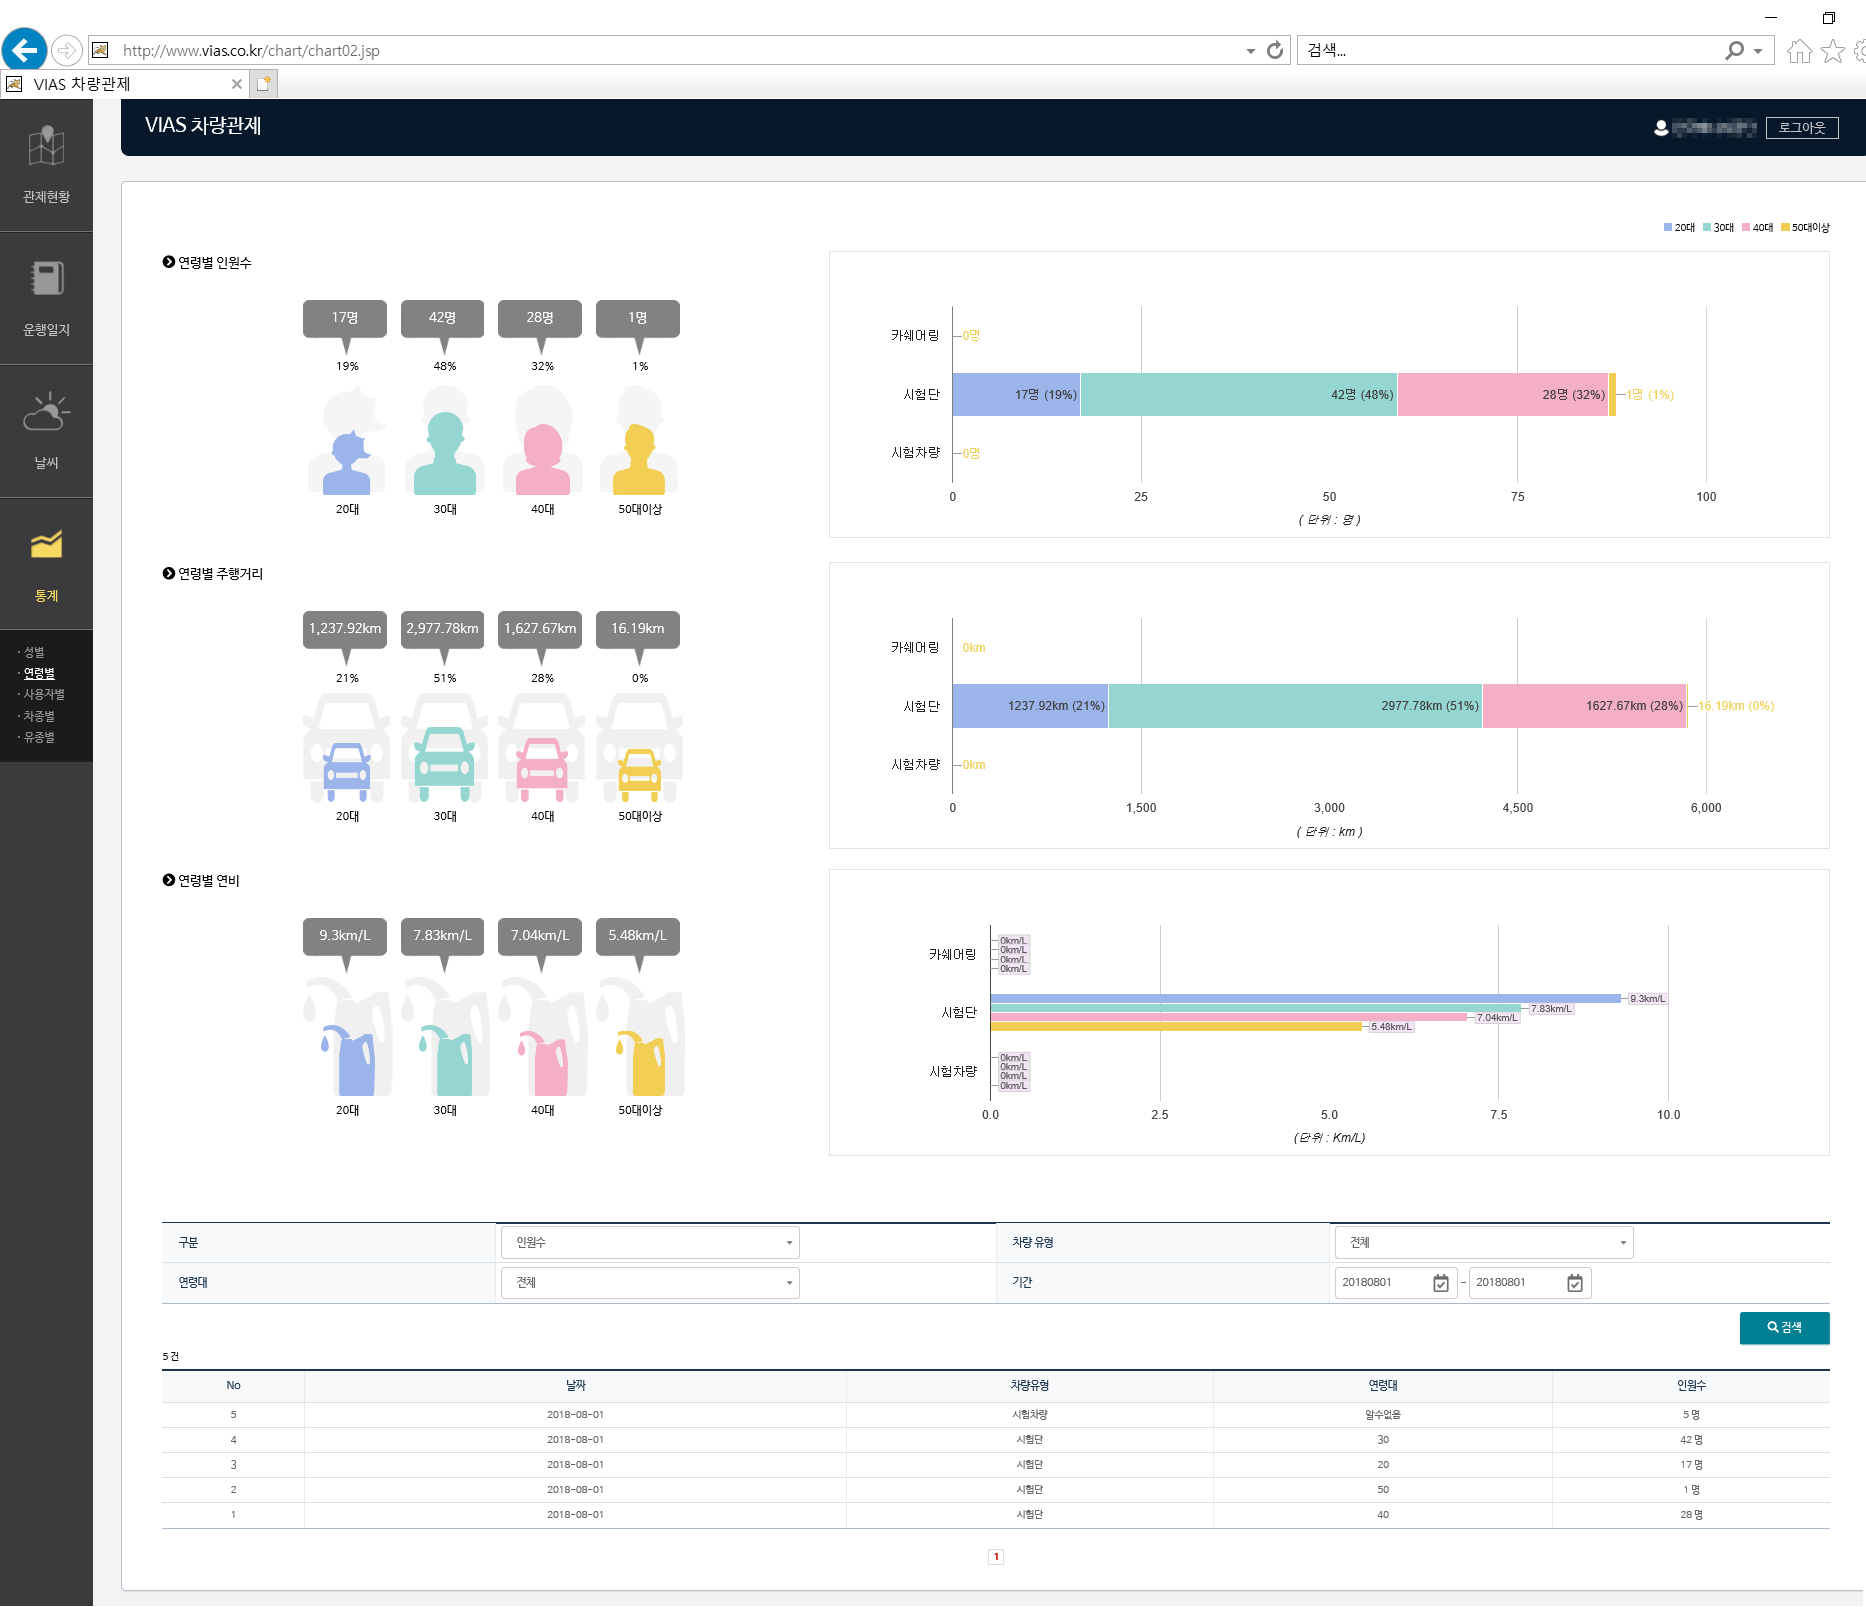 http://www.vias.co.kr/chart/chart02.jsp
검색...
VIAS 차량관제
VIAS 차량관제
로그아웃
관제현황
운행일지
날씨
통계
· 성별
· 연령별
· 사용자별
· 차종별
· 유종별
20대 30대 40대 50대이상
연령별 인원수
17명 42명 28명 1명
19% 48% 32% 1%
20대 30대 40대 50대이상
카쉐어링 0명
시험단 17명 (19%) 42명 (48%) 28명 (32%) 1명 (1%)
시험차량 0명
0 25 50 75 100
( 단위 : 명 )
연령별 주행거리
1,237.92km 2,977.78km 1,627.67km 16.19km
21% 51% 28% 0%
20대 30대 40대 50대이상
카쉐어링 0km
시험단 1237.92km (21%) 2977.78km (51%) 1627.67km (28%) 16.19km (0%)
시험차량 0km
0 1,500 3,000 4,500 6,000
( 단위 : km )
연령별 연비
9.3km/L 7.83km/L 7.04km/L 5.48km/L
20대 30대 40대 50대이상
카쉐어링
0km/L
0km/L
0km/L
0km/L
시험단
9.3km/L
7.83km/L
7.04km/L
5.48km/L
시험차량
0km/L
0km/L
0km/L
0km/L
0.0 2.5 5.0 7.5 10.0
(단위 : Km/L)
구분 인원수 차량 유형 전체
연령대 전체 기간 20180801 ~ 20180801
검색
5 건
No 날짜 차량유형 연령대 인원수
5 2018-08-01 시험차량 알수없음 5 명
4 2018-08-01 시험단 30 42 명
3 2018-08-01 시험단 20 17 명
2 2018-08-01 시험단 50 1 명
1 2018-08-01 시험단 40 28 명
1